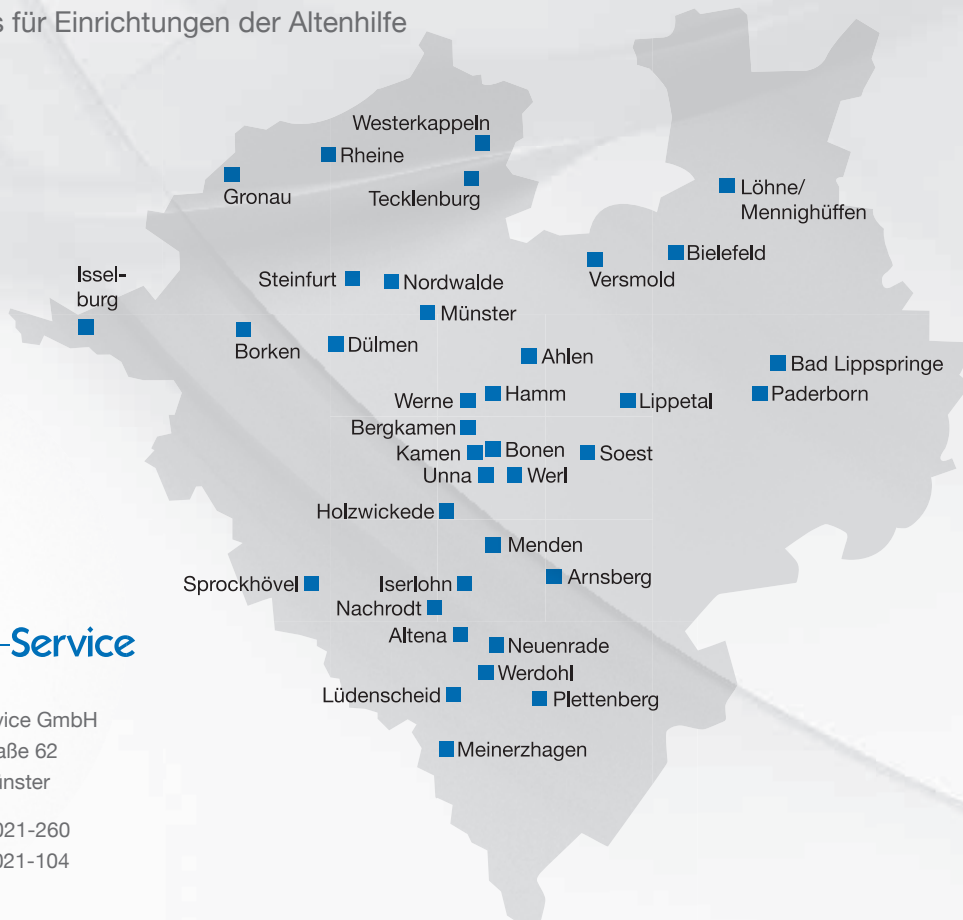 für Einrichtungen der Altenhilfe
Westerkappeln
Rheine
Gronau
Tecklenburg
Löhne/
Mennighüffen
Bielefeld
Versmold
Steinfurt
Nordwalde
Issel-
burg
Münster
Borken
Dülmen
Ahlen
Bad Lippspringe
Paderborn
Werne
Hamm
Lippetal
Bergkamen
Kamen
Bonen
Soest
Unna
Werl
Holzwickede
Menden
Arnsberg
Sprockhövel
Iserlohn
Nachrodt
Altena
Neuenrade
Werdohl
Lüdenscheid
Plettenberg
Meinerzhagen
-Service
vice GmbH
aße 62
ünster
021-260
021-104